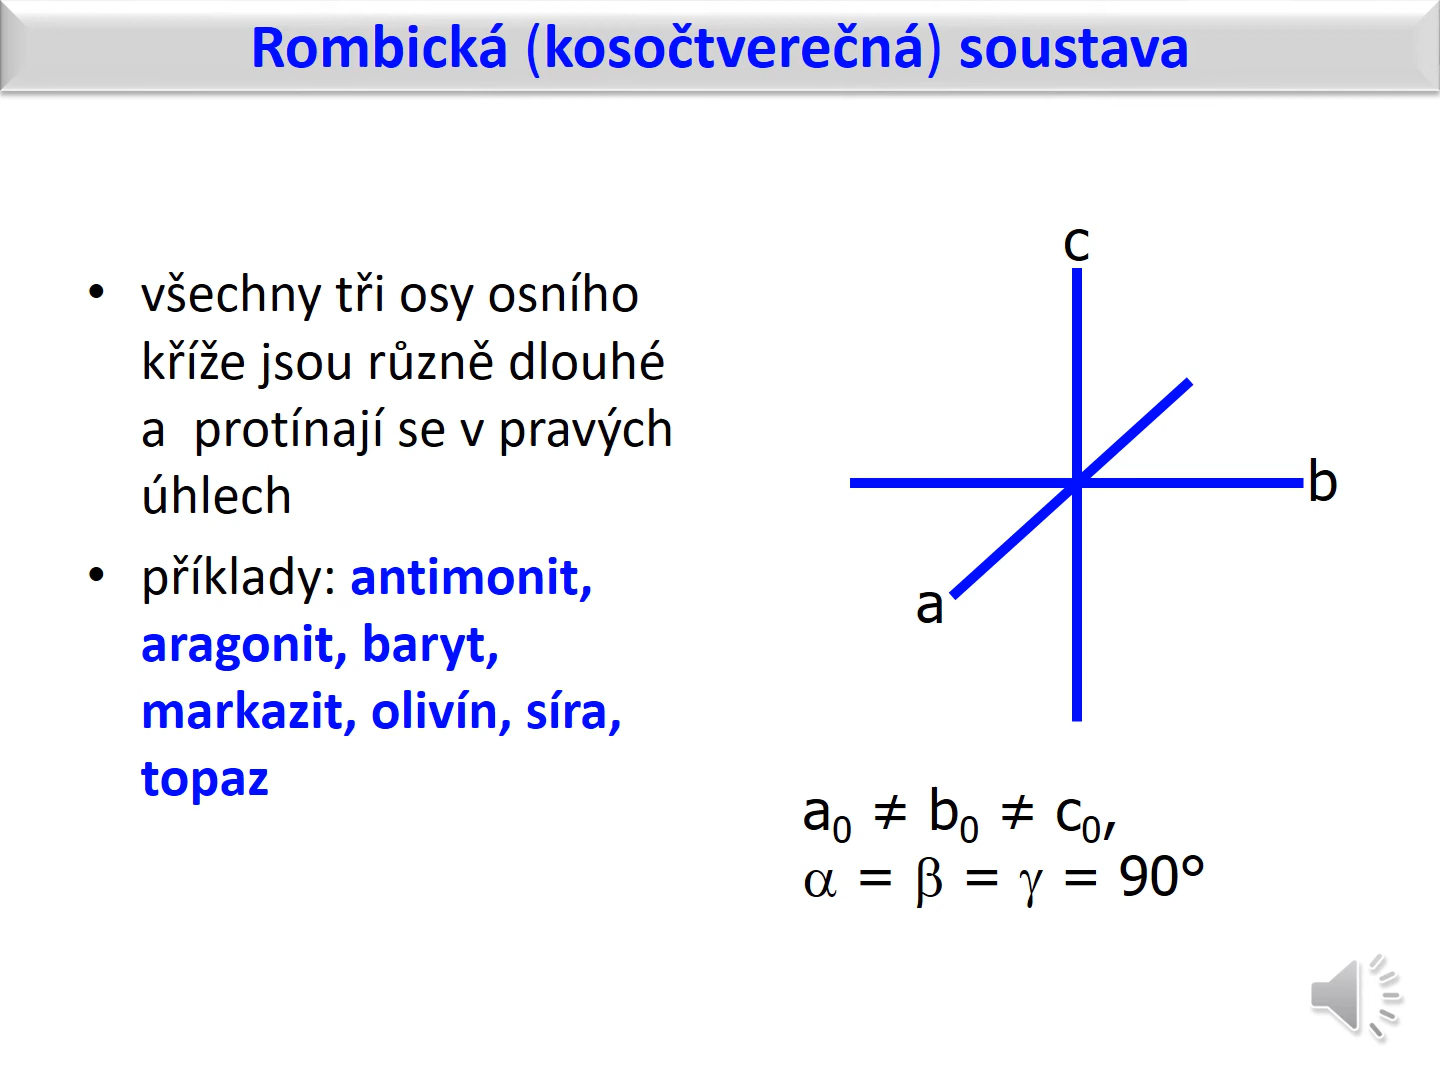 Rombická (kosočtverečná) soustava
• všechny tři osy osního
kříže jsou různě dlouhé
a  protínají se v pravých
úhlech
• příklady: antimonit,
aragonit, baryt,
markazit, olivín, síra,
topaz
c
b
a
a₀ ≠ b₀ ≠ c₀,
α = β = γ = 90°